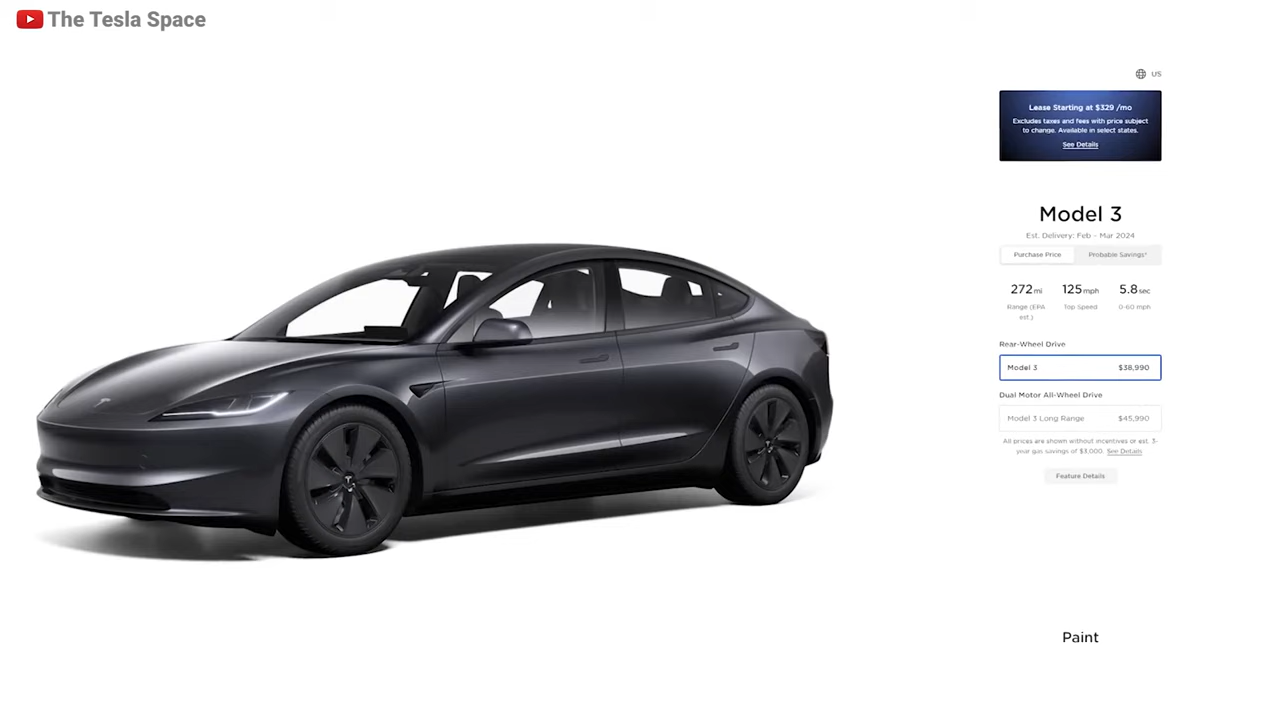 The Tesla Space
US
Lease Starting at $329 /mo
Excludes taxes and fees with price subject
to change. Available in select states.
See Details
Model 3
Est. Delivery: Feb – Mar 2024
Purchase Price Probable Savings*
272mi 125mph 5.8sec
Range (EPA est.) Top Speed 0-60 mph
Rear-Wheel Drive
Model 3 $38,990
Dual Motor All-Wheel Drive
Model 3 Long Range $45,990
All prices are shown without incentives or est. 3-
year gas savings of $3,000. See Details
Feature Details
Paint